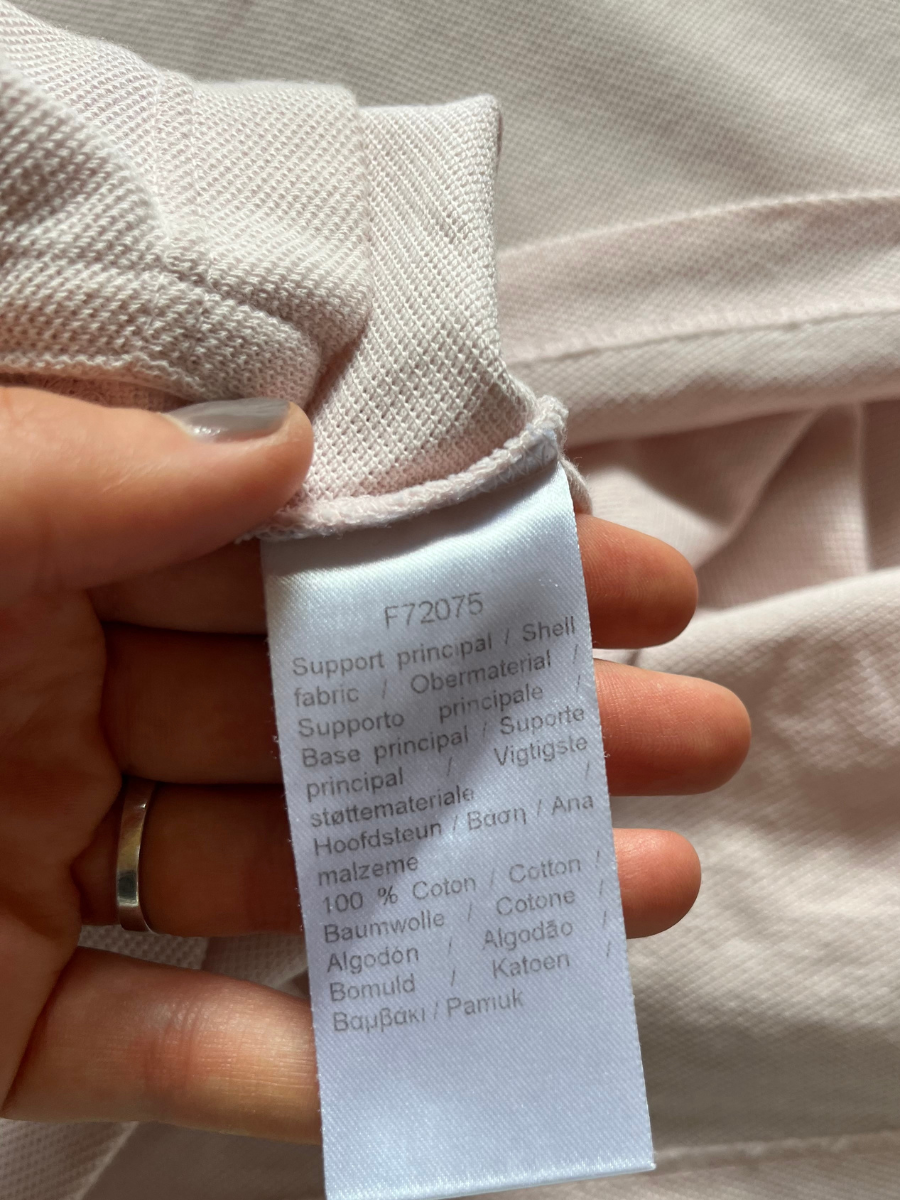 F72075
Support principal / Shell
fabric / Obermaterial /
Supporto principale /
Base principal / Suporte
principal / Vigtigste
støttemateriale /
Hoofdsteun / Βαση / Ana
malzeme
100 % Coton / Cotton /
Baumwolle / Cotone /
Algodón / Algodão /
Bomuld / Katoen /
Βαμβακι / Pamuk